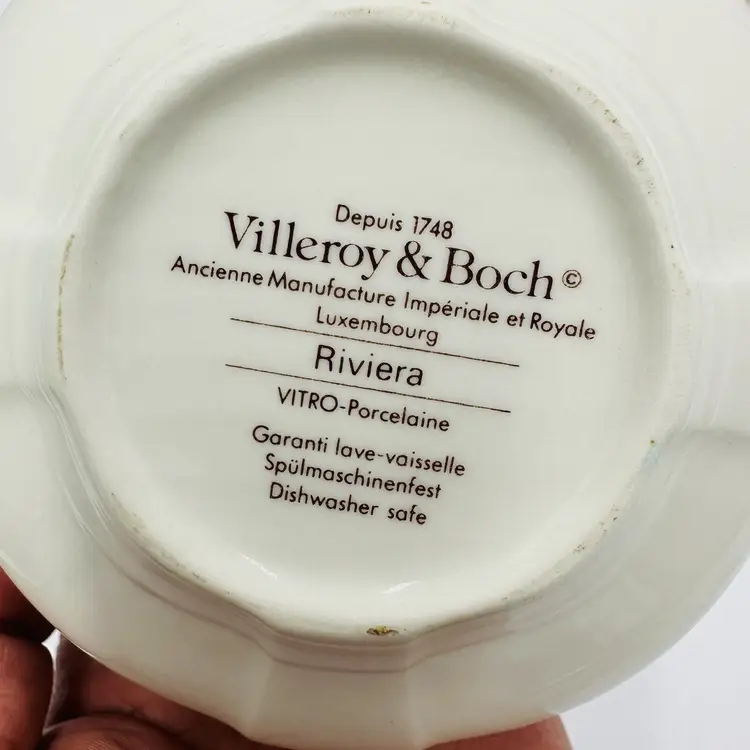 Depuis 1748
Villeroy & Boch©
Ancienne Manufacture Impériale et Royale
Luxembourg
Riviera
VITRO-Porcelaine
Garanti lave-vaisselle
Spülmaschinenfest
Dishwasher safe